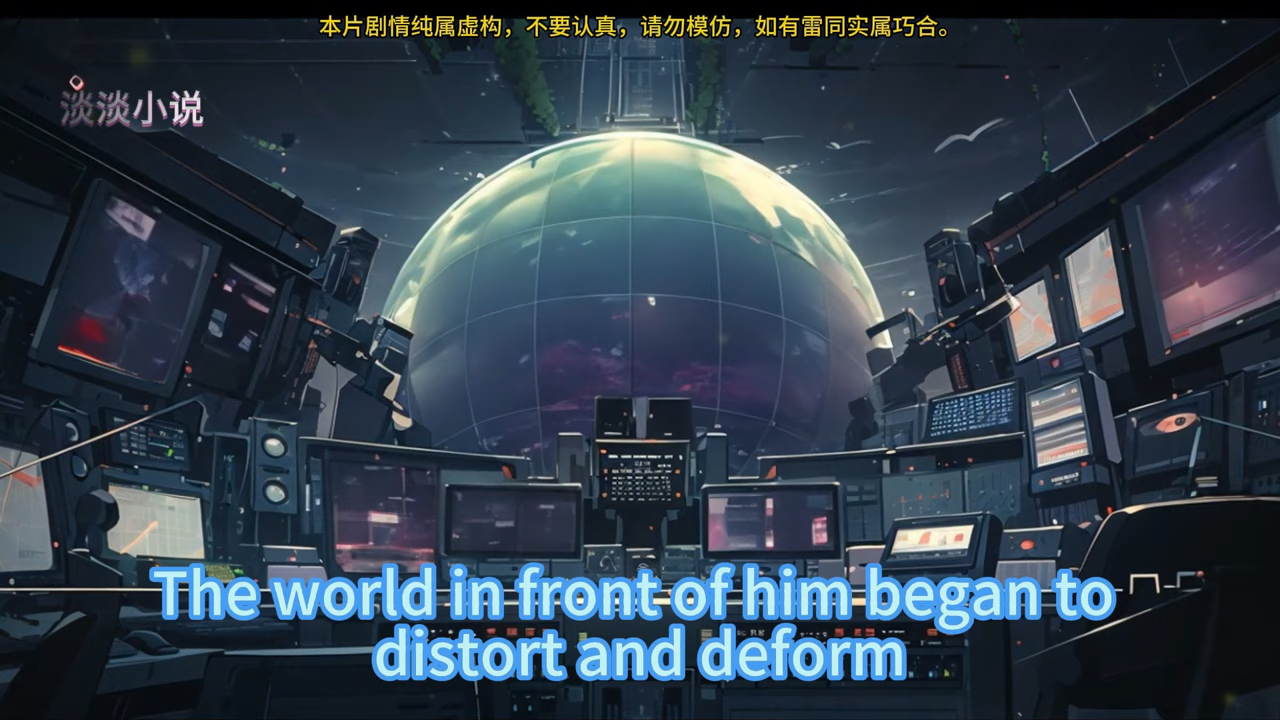 本片剧情纯属虚构，不要认真，请勿模仿，如有雷同实属巧合。
淡淡小说
The world in front of him began to
distort and deform